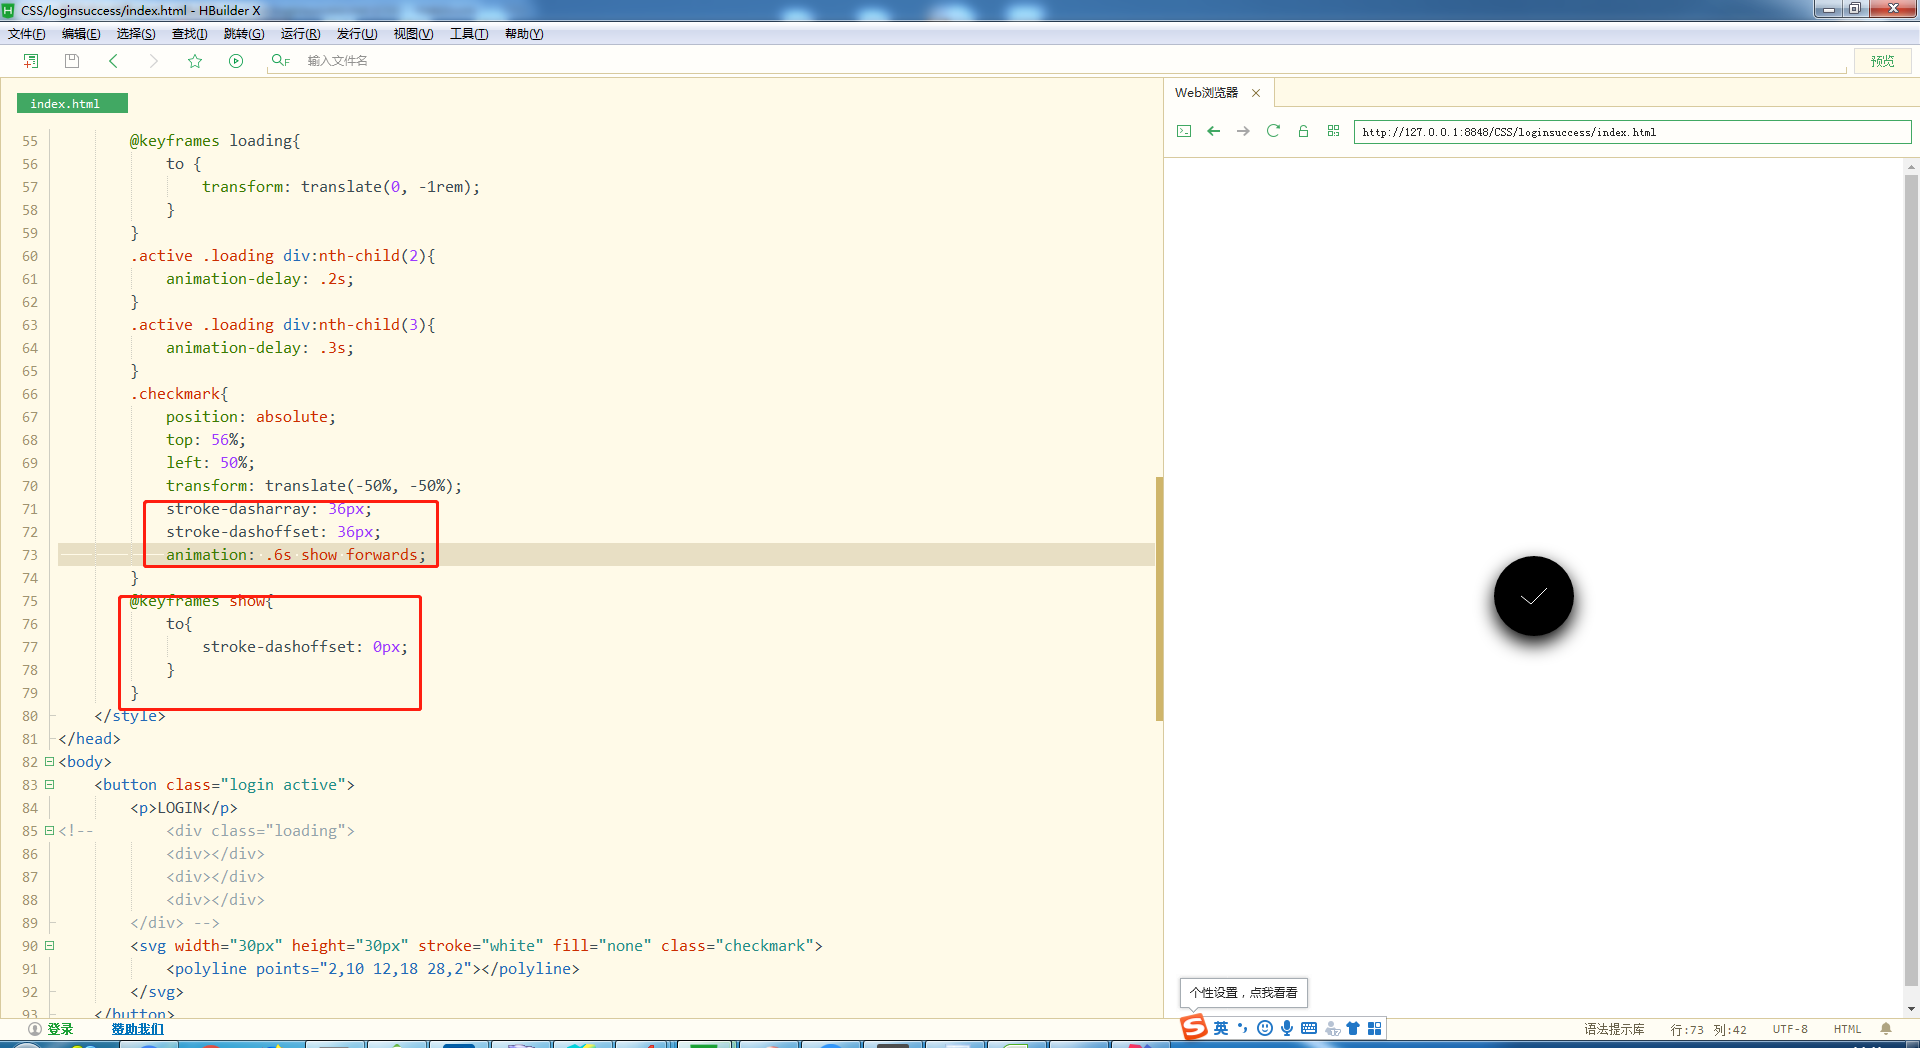 CSS/loginsuccess/index.html - HBuilder X
文件(F) 编辑(E) 选择(S) 查找(I) 跳转(G) 运行(R) 发行(U) 视图(V) 工具(T) 帮助(Y)
输入文件名
预览
index.html
55 @keyframes loading{
56 to {
57 transform: translate(0, -1rem);
58 }
59 }
60 .active .loading div:nth-child(2){
61 animation-delay: .2s;
62 }
63 .active .loading div:nth-child(3){
64 animation-delay: .3s;
65 }
66 .checkmark{
67 position: absolute;
68 top: 56%;
69 left: 50%;
70 transform: translate(-50%, -50%);
71 stroke-dasharray: 36px;
72 stroke-dashoffset: 36px;
73 animation: .6s show forwards;
74 }
75 @keyframes show{
76 to{
77 stroke-dashoffset: 0px;
78 }
79 }
80 </style>
81 </head>
82 <body>
83 <button class="login active">
84 <p>LOGIN</p>
85 <!-- <div class="loading">
86 <div></div>
87 <div></div>
88 <div></div>
89 </div> -->
90 <svg width="30px" height="30px" stroke="white" fill="none" class="checkmark">
91 <polyline points="2,10 12,18 28,2"></polyline>
92 </svg>
93 </button>
Web浏览器
http://127.0.0.1:8848/CSS/loginsuccess/index.html
个性设置，点我看看
英
登录 赞助我们
语法提示库 行:73 列:42 UTF-8 HTML